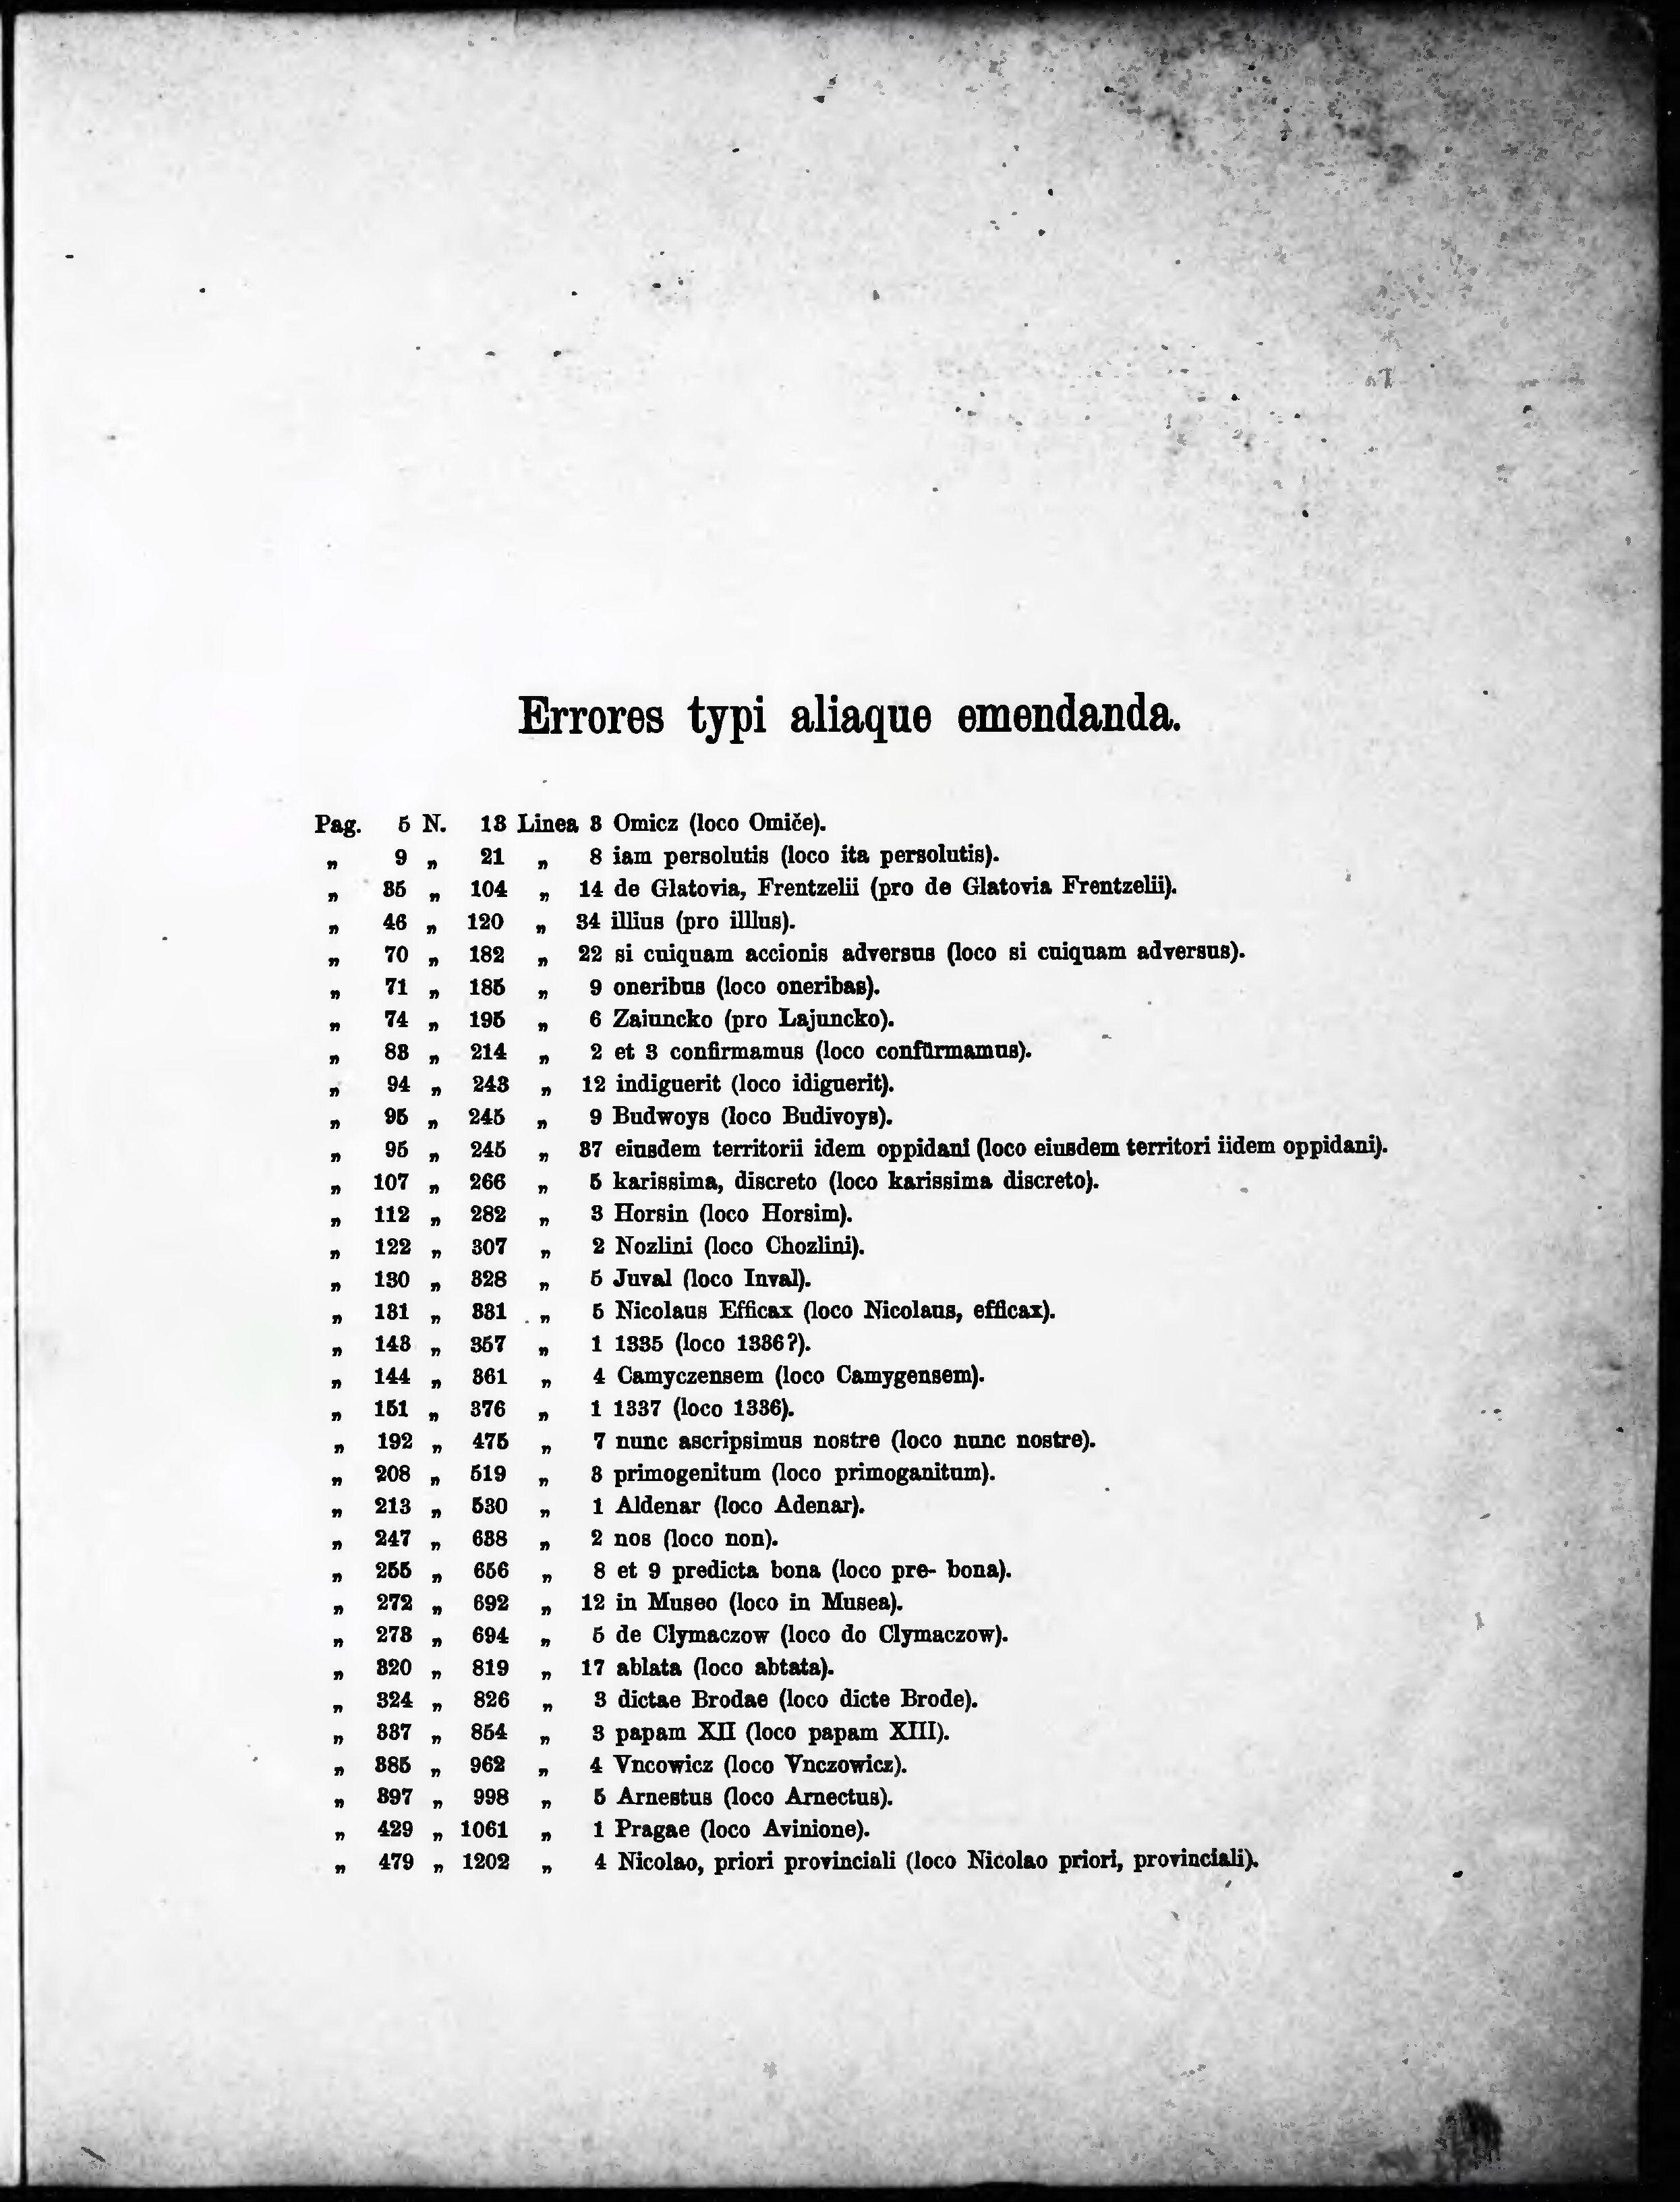 Errores typi aliaque emendanda.
Pag. 5 N. 13 Linea 3 Omicz (loco Omiče).
„ 9 „ 21 „ 8 iam persolutis (loco ita persolutis).
„ 35 „ 104 „ 14 de Glatovia, Frentzelii (pro de Glatovia Frentzelii).
„ 46 „ 120 „ 34 illius (pro illlus).
„ 70 „ 182 „ 22 si cuiquam accionis adversus (loco si cuiquam adversus).
„ 71 „ 185 „ 9 oneribus (loco oneribas).
„ 74 „ 195 „ 6 Zaiuncko (pro Lajuncko).
„ 83 „ 214 „ 2 et 3 confirmamus (loco confürmamus).
„ 94 „ 243 „ 12 indiguerit (loco idiguerit).
„ 95 „ 245 „ 9 Budwoys (loco Budivoys).
„ 95 „ 245 „ 37 eiusdem territorii idem oppidani (loco eiusdem territori iidem oppidani).
„ 107 „ 266 „ 5 karissima, discreto (loco karissima discreto).
„ 112 „ 282 „ 3 Horsin (loco Horsim).
„ 122 „ 307 „ 2 Nozlini (loco Chozlini).
„ 130 „ 328 „ 5 Juval (loco Inval).
„ 131 „ 331 „ 5 Nicolaus Efficax (loco Nicolaus, efficax).
„ 143 „ 357 „ 1 1335 (loco 1336?).
„ 144 „ 361 „ 4 Camyczensem (loco Camygensem).
„ 151 „ 376 „ 1 1337 (loco 1336).
„ 192 „ 475 „ 7 nunc ascripsimus nostre (loco nunc nostre).
„ 208 „ 519 „ 3 primogenitum (loco primoganitum).
„ 213 „ 530 „ 1 Aldenar (loco Adenar).
„ 247 „ 638 „ 2 nos (loco non).
„ 255 „ 656 „ 8 et 9 predicta bona (loco pre- bona).
„ 272 „ 692 „ 12 in Museo (loco in Musea).
„ 273 „ 694 „ 5 de Clymaczow (loco do Clymaczow).
„ 320 „ 819 „ 17 ablata (loco abtata).
„ 324 „ 826 „ 3 dictae Brodae (loco dicte Brode).
„ 337 „ 854 „ 3 papam XII (loco papam XIII).
„ 385 „ 962 „ 4 Vncowicz (loco Vnczowicz).
„ 397 „ 998 „ 5 Arnestus (loco Arnectus).
„ 429 „ 1061 „ 1 Pragae (loco Avinione).
„ 479 „ 1202 „ 4 Nicolao, priori provinciali (loco Nicolao priori, provinciali).